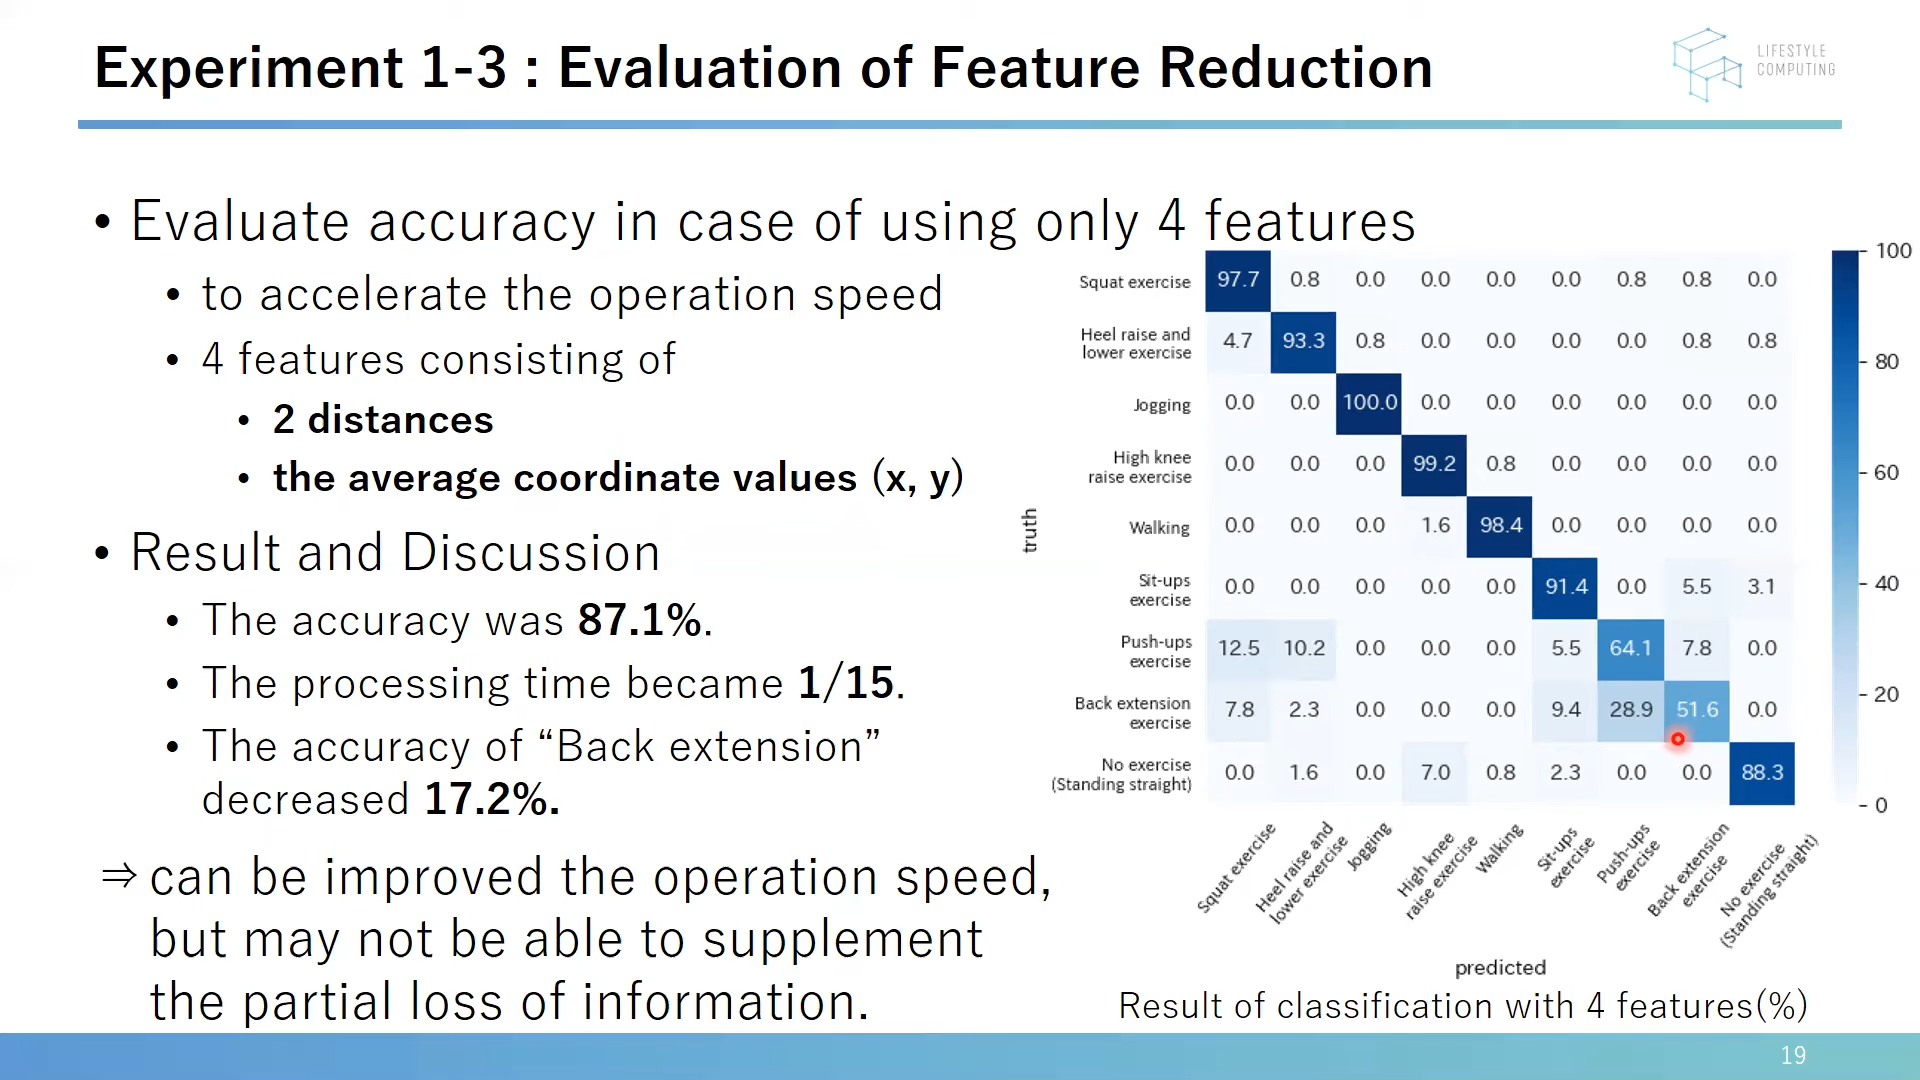 Experiment 1-3 : Evaluation of Feature Reduction
LIFESTYLE
COMPUTING
• Evaluate accuracy in case of using only 4 features
• to accelerate the operation speed
• 4 features consisting of
• 2 distances
• the average coordinate values (x, y)
• Result and Discussion
• The accuracy was 87.1%.
• The processing time became 1/15.
• The accuracy of “Back extension”
decreased 17.2%.
⇒ can be improved the operation speed,
but may not be able to supplement
the partial loss of information.
truth
Squat exercise 97.7 0.8 0.0 0.0 0.0 0.0 0.8 0.8 0.0
Heel raise and
lower exercise 4.7 93.3 0.8 0.0 0.0 0.0 0.0 0.8 0.8
Jogging 0.0 0.0 100.0 0.0 0.0 0.0 0.0 0.0 0.0
High knee
raise exercise 0.0 0.0 0.0 99.2 0.8 0.0 0.0 0.0 0.0
Walking 0.0 0.0 0.0 1.6 98.4 0.0 0.0 0.0 0.0
Sit-ups
exercise 0.0 0.0 0.0 0.0 0.0 91.4 0.0 5.5 3.1
Push-ups
exercise 12.5 10.2 0.0 0.0 0.0 5.5 64.1 7.8 0.0
Back extension
exercise 7.8 2.3 0.0 0.0 0.0 9.4 28.9 51.6 0.0
No exercise
(Standing straight) 0.0 1.6 0.0 7.0 0.8 2.3 0.0 0.0 88.3
Squat exercise
Heel raise and
lower exercise
Jogging
High knee
raise exercise
Walking
Sit-ups
exercise
Push-ups
exercise
Back extension
exercise
No exercise
(Standing straight)
predicted
100
80
60
40
20
0
Result of classification with 4 features(%)
19